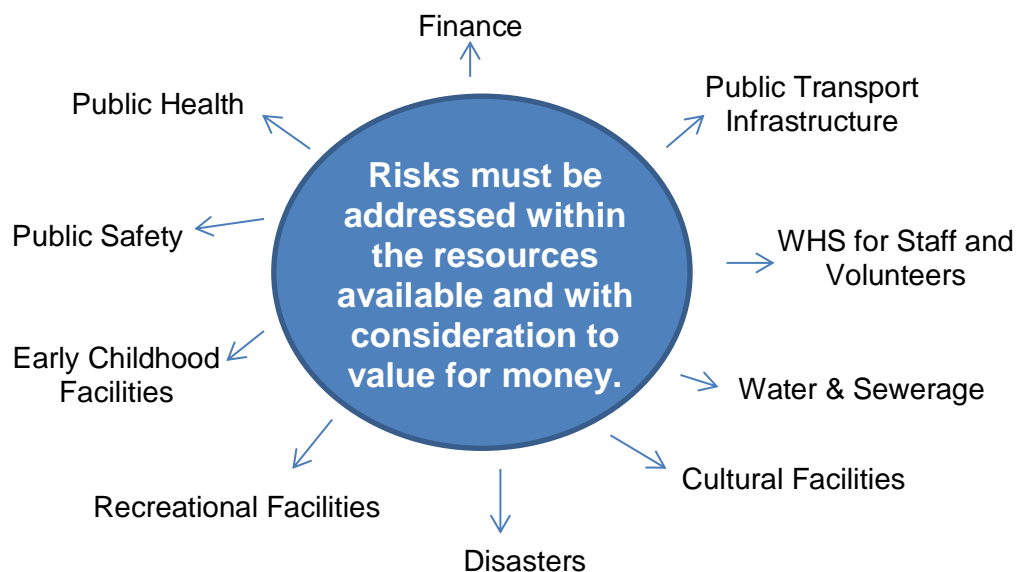 Finance
Public Health
Public Transport
Infrastructure
Risks must be
addressed within
the resources
available and with
consideration to
value for money.
Public Safety
WHS for Staff and
Volunteers
Early Childhood
Facilities
Water & Sewerage
Cultural Facilities
Recreational Facilities
Disasters